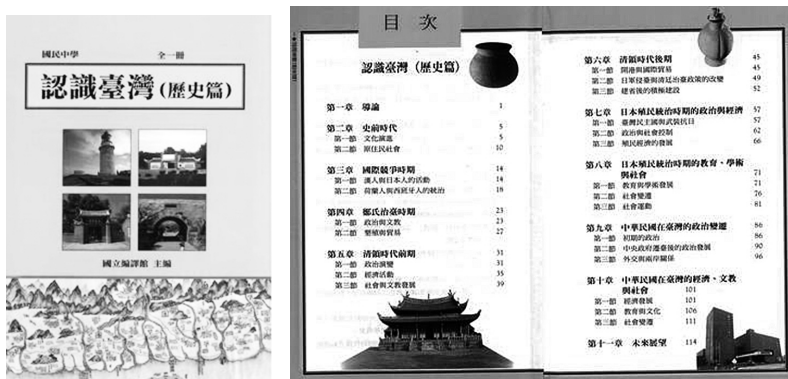 國民中學 全一冊
認識臺灣(歷史篇)
國立編譯館 主編
目次
認識臺灣(歷史篇)
第一章 導論 1
第二章 史前時代 5
第一節 文化演進 5
第二節 原住民社會 10
第三章 國際競爭時期 14
第一節 漢人與日本人的活動 14
第二節 荷蘭人與西班牙人的統治 18
第四章 鄭氏治臺時期 23
第一節 政治與文教 23
第二節 墾殖與貿易 27
第五章 清領時代前期 31
第一節 政治演變 31
第二節 經濟活動 35
第三節 社會與文教發展 39
第六章 清領時代後期 45
第一節 開港與國際貿易 45
第二節 日軍侵臺與清廷治臺政策的改變 49
第三節 建省後的積極建設 52
第七章 日本殖民統治時期的政治與經濟 57
第一節 臺灣民主國與武裝抗日 57
第二節 政治與社會控制 62
第三節 殖民經濟的發展 66
第八章 日本殖民統治時期的教育、學術
與社會 71
第一節 教育與學術發展 71
第二節 社會變遷 76
第三節 社會運動 81
第九章 中華民國在臺灣的政治變遷 86
第一節 初期的政治 86
第二節 中央政府遷臺後的政治發展 90
第三節 外交與兩岸關係 96
第十章 中華民國在臺灣的經濟、文教
與社會 101
第一節 經濟發展 101
第二節 教育與文化 106
第三節 社會變遷 111
第十一章 未來展望 114